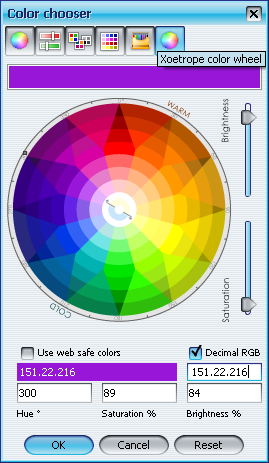 Color chooser
Xoetrope color wheel
WARM
COLD
Brightness
Saturation
Use web safe colors
Decimal RGB
151.22.216
151.22.216
300
89
84
Hue °
Saturation %
Brightness %
OK
Cancel
Reset